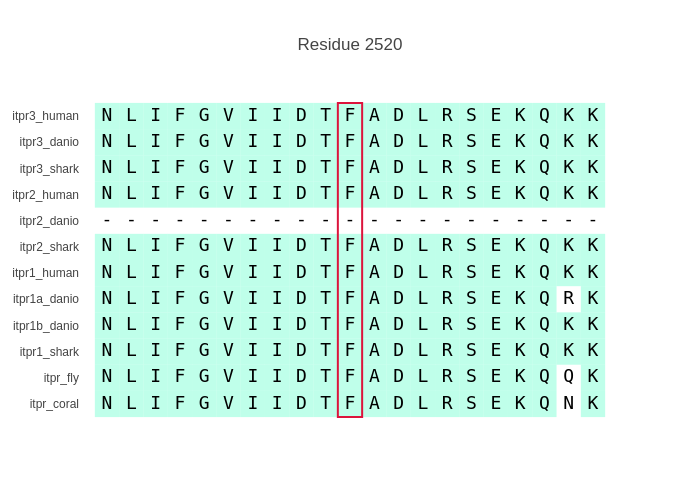 Residue 2520
itpr3_human N L I F G V I I D T F A D L R S E K Q K K
itpr3_danio N L I F G V I I D T F A D L R S E K Q K K
itpr3_shark N L I F G V I I D T F A D L R S E K Q K K
itpr2_human N L I F G V I I D T F A D L R S E K Q K K
itpr2_danio - - - - - - - - - - - - - - - - - - - - -
itpr2_shark N L I F G V I I D T F A D L R S E K Q K K
itpr1_human N L I F G V I I D T F A D L R S E K Q K K
itpr1a_danio N L I F G V I I D T F A D L R S E K Q R K
itpr1b_danio N L I F G V I I D T F A D L R S E K Q K K
itpr1_shark N L I F G V I I D T F A D L R S E K Q K K
itpr_fly N L I F G V I I D T F A D L R S E K Q Q K
itpr_coral N L I F G V I I D T F A D L R S E K Q N K